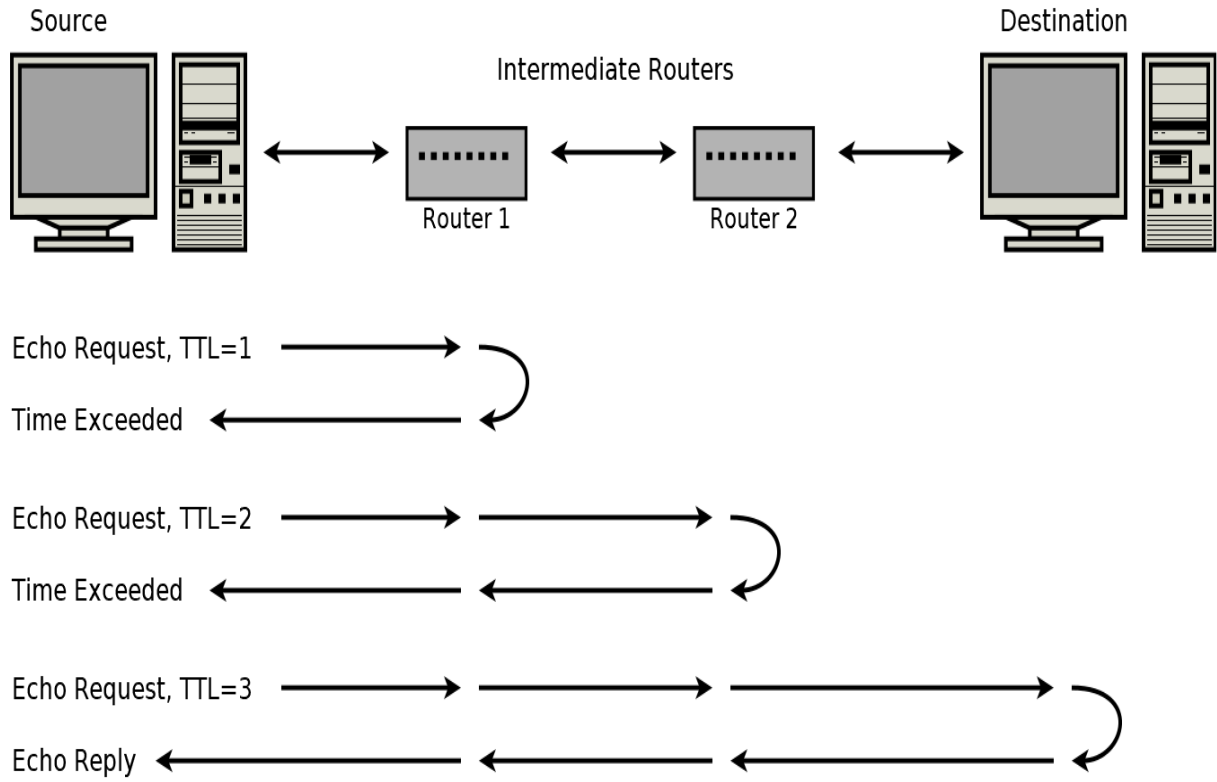 Source
Destination
Intermediate Routers
Router 1
Router 2
Echo Request, TTL=1
Time Exceeded
Echo Request, TTL=2
Time Exceeded
Echo Request, TTL=3
Echo Reply